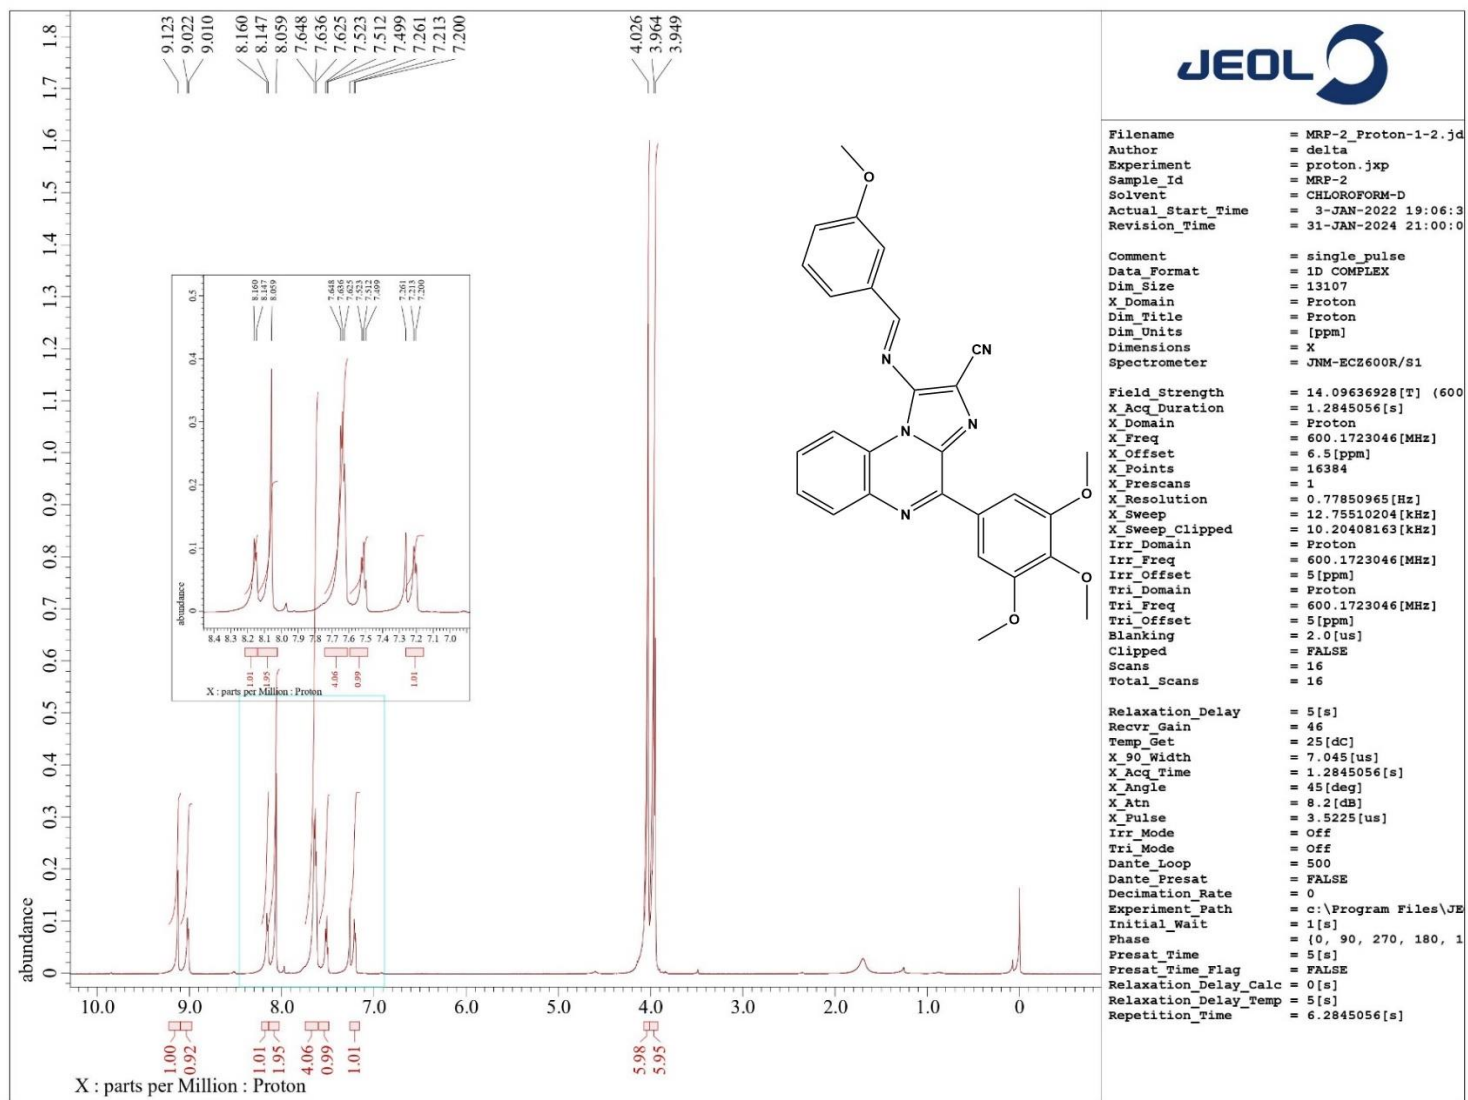 9.123
9.022
9.010
8.160
8.147
8.059
7.648
7.636
7.625
7.523
7.512
7.499
7.261
7.213
7.200
4.026
3.964
3.949
JEOL
1.8
1.7
1.6
1.5
1.4
1.3
1.2
1.1
1.0
0.9
0.8
0.7
0.6
0.5
0.4
0.3
0.2
0.1
0
abundance
8.160
8.147
8.059
7.648
7.636
7.625
7.523
7.512
7.499
7.261
7.213
7.200
0.5
0.4
0.3
0.2
0.1
0
abundance
8.4 8.3 8.2 8.1 8.0 7.9 7.8 7.7 7.6 7.5 7.4 7.3 7.2 7.1 7.0
1.01
1.95
4.06
0.99
1.01
X : parts per Million : Proton
O
N
CN
N
N
N
O
O
O
10.0 9.0 8.0 7.0 6.0 5.0 4.0 3.0 2.0 1.0 0
1.00
0.92
1.01
1.95
4.06
0.99
1.01
5.98
5.95
X : parts per Million : Proton
Filename = MRP-2_Proton-1-2.jd
Author = delta
Experiment = proton.jxp
Sample_Id = MRP-2
Solvent = CHLOROFORM-D
Actual_Start_Time = 3-JAN-2022 19:06:3
Revision_Time = 31-JAN-2024 21:00:0
Comment = single_pulse
Data_Format = 1D COMPLEX
Dim_Size = 13107
X_Domain = Proton
Dim_Title = Proton
Dim_Units = [ppm]
Dimensions = X
Spectrometer = JNM-ECZ600R/S1
Field_Strength = 14.09636928[T] (600
X_Acq_Duration = 1.2845056[s]
X_Domain = Proton
X_Freq = 600.1723046[MHz]
X_Offset = 6.5[ppm]
X_Points = 16384
X_Prescans = 1
X_Resolution = 0.77850965[Hz]
X_Sweep = 12.75510204[kHz]
X_Sweep_Clipped = 10.20408163[kHz]
Irr_Domain = Proton
Irr_Freq = 600.1723046[MHz]
Irr_Offset = 5[ppm]
Tri_Domain = Proton
Tri_Freq = 600.1723046[MHz]
Tri_Offset = 5[ppm]
Blanking = 2.0[us]
Clipped = FALSE
Scans = 16
Total_Scans = 16
Relaxation_Delay = 5[s]
Recvr_Gain = 46
Temp_Get = 25[dC]
X_90_Width = 7.045[us]
X_Acq_Time = 1.2845056[s]
X_Angle = 45[deg]
X_Atn = 8.2[dB]
X_Pulse = 3.5225[us]
Irr_Mode = Off
Tri_Mode = Off
Dante_Loop = 500
Dante_Presat = FALSE
Decimation_Rate = 0
Experiment_Path = c:\Program Files\JE
Initial_Wait = 1[s]
Phase = {0, 90, 270, 180, 1
Presat_Time = 5[s]
Presat_Time_Flag = FALSE
Relaxation_Delay_Calc = 0[s]
Relaxation_Delay_Temp = 5[s]
Repetition_Time = 6.2845056[s]